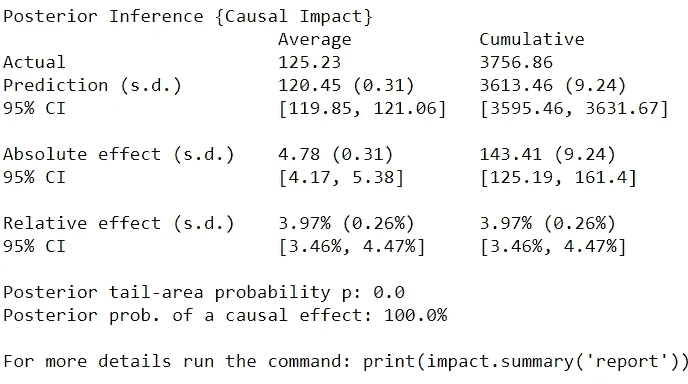 Posterior Inference {Causal Impact}
Average Cumulative
Actual 125.23 3756.86
Prediction (s.d.) 120.45 (0.31) 3613.46 (9.24)
95% CI [119.85, 121.06] [3595.46, 3631.67]
Absolute effect (s.d.) 4.78 (0.31) 143.41 (9.24)
95% CI [4.17, 5.38] [125.19, 161.4]
Relative effect (s.d.) 3.97% (0.26%) 3.97% (0.26%)
95% CI [3.46%, 4.47%] [3.46%, 4.47%]
Posterior tail-area probability p: 0.0
Posterior prob. of a causal effect: 100.0%
For more details run the command: print(impact.summary('report'))